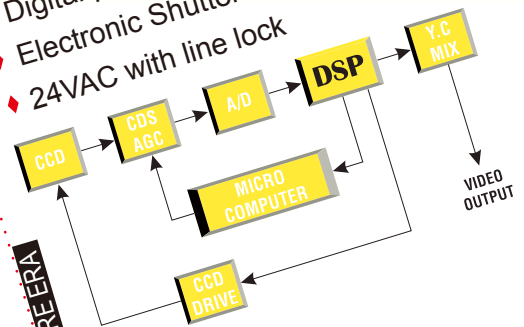 Digital
Electronic Shutter
24VAC with line lock
CCD
CDS
AGC
A/D
DSP
Y.C
MIX
MICRO
COMPUTER
VIDEO
OUTPUT
CCD
DRIVE
RE ERA